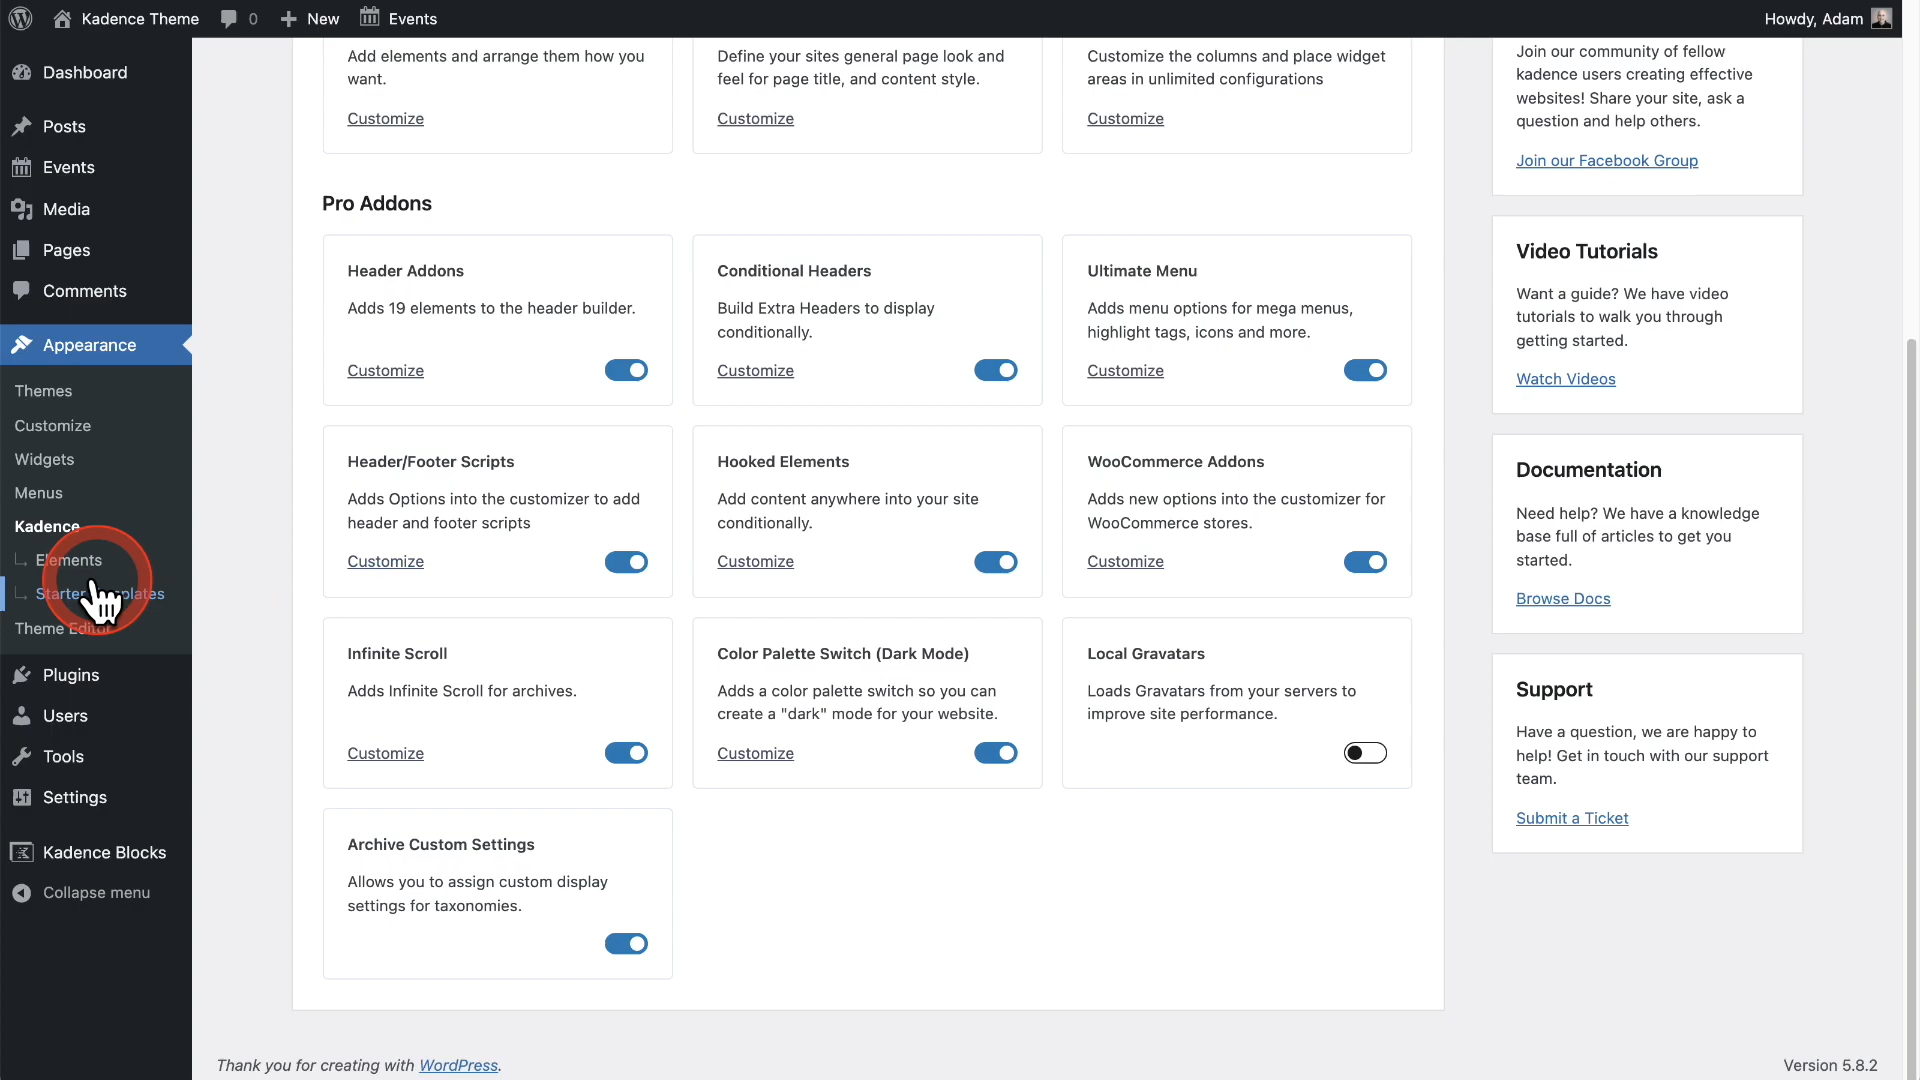 Kadence Theme
0
New
Events
Howdy, Adam
Dashboard
Posts
Events
Media
Pages
Comments
Appearance
Themes
Customize
Widgets
Menus
Kadence
Elements
Starter Templates
Theme Editor
Plugins
Users
Tools
Settings
Kadence Blocks
Collapse menu
Add elements and arrange them how you
want.
Customize
Define your sites general page look and
feel for page title, and content style.
Customize
Customize the columns and place widget
areas in unlimited configurations
Customize
Pro Addons
Header Addons
Adds 19 elements to the header builder.
Customize
Conditional Headers
Build Extra Headers to display
conditionally.
Customize
Ultimate Menu
Adds menu options for mega menus,
highlight tags, icons and more.
Customize
Header/Footer Scripts
Adds Options into the customizer to add
header and footer scripts
Customize
Hooked Elements
Add content anywhere into your site
conditionally.
Customize
WooCommerce Addons
Adds new options into the customizer for
WooCommerce stores.
Customize
Infinite Scroll
Adds Infinite Scroll for archives.
Customize
Color Palette Switch (Dark Mode)
Adds a color palette switch so you can
create a "dark" mode for your website.
Customize
Local Gravatars
Loads Gravatars from your servers to
improve site performance.
Archive Custom Settings
Allows you to assign custom display
settings for taxonomies.
Join our community of fellow
kadence users creating effective
websites! Share your site, ask a
question and help others.
Join our Facebook Group
Video Tutorials
Want a guide? We have video
tutorials to walk you through
getting started.
Watch Videos
Documentation
Need help? We have a knowledge
base full of articles to get you
started.
Browse Docs
Support
Have a question, we are happy to
help! Get in touch with our support
team.
Submit a Ticket
Thank you for creating with WordPress.
Version 5.8.2